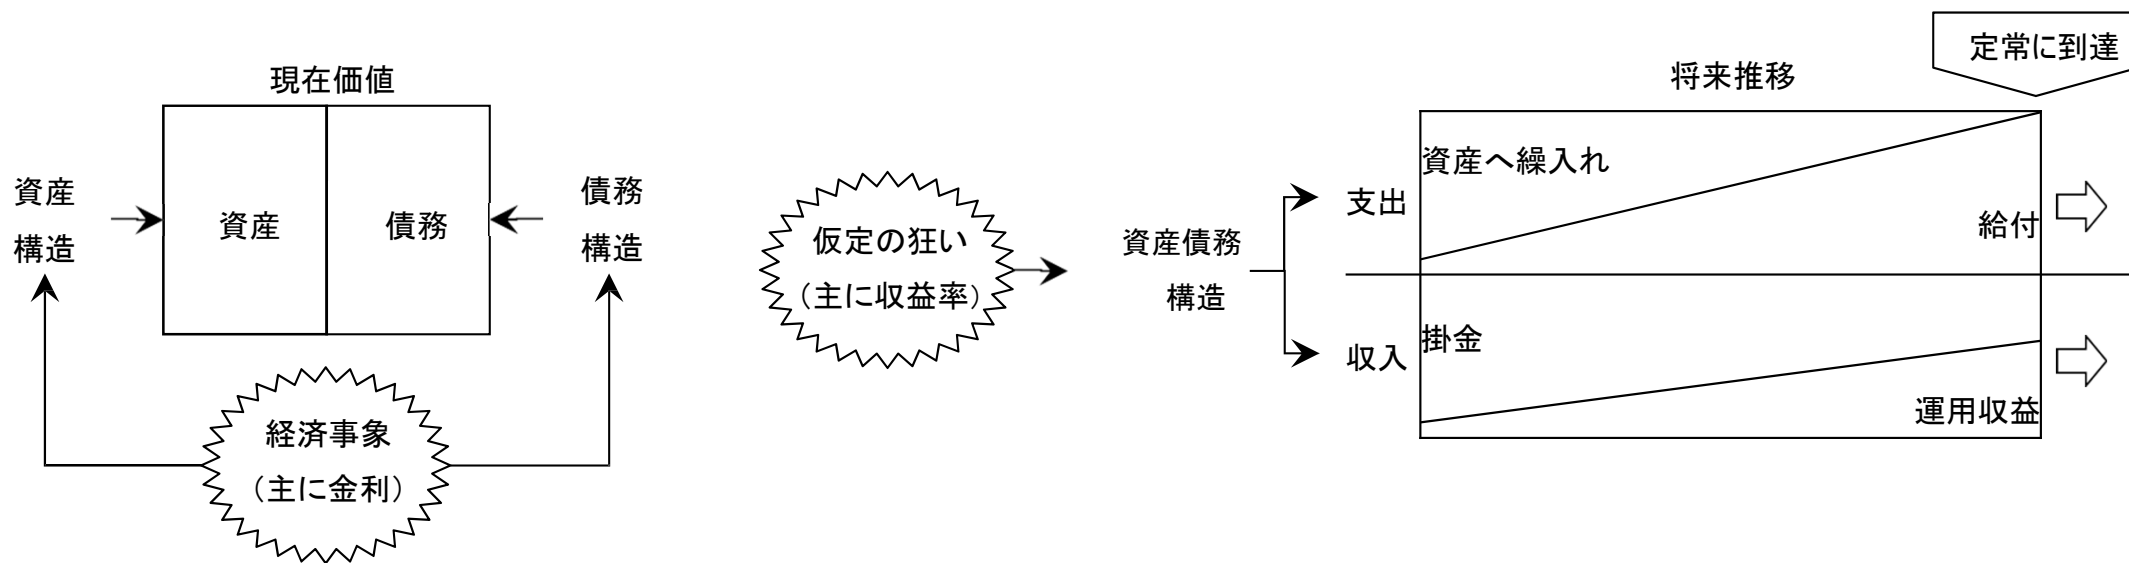 現在価値
資産
構造
資産
債務
債務
構造
経済事象
（主に金利）
仮定の狂い
（主に収益率）
資産債務
構造
将来推移
定常に到達
支出
資産へ繰入れ
給付
収入
掛金
運用収益